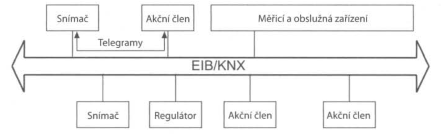 Snímač
Akční člen
Měřicí a obslužná zařízení
Telegramy
EIB/KNX
Snímač
Regulátor
Akční člen
Akční člen